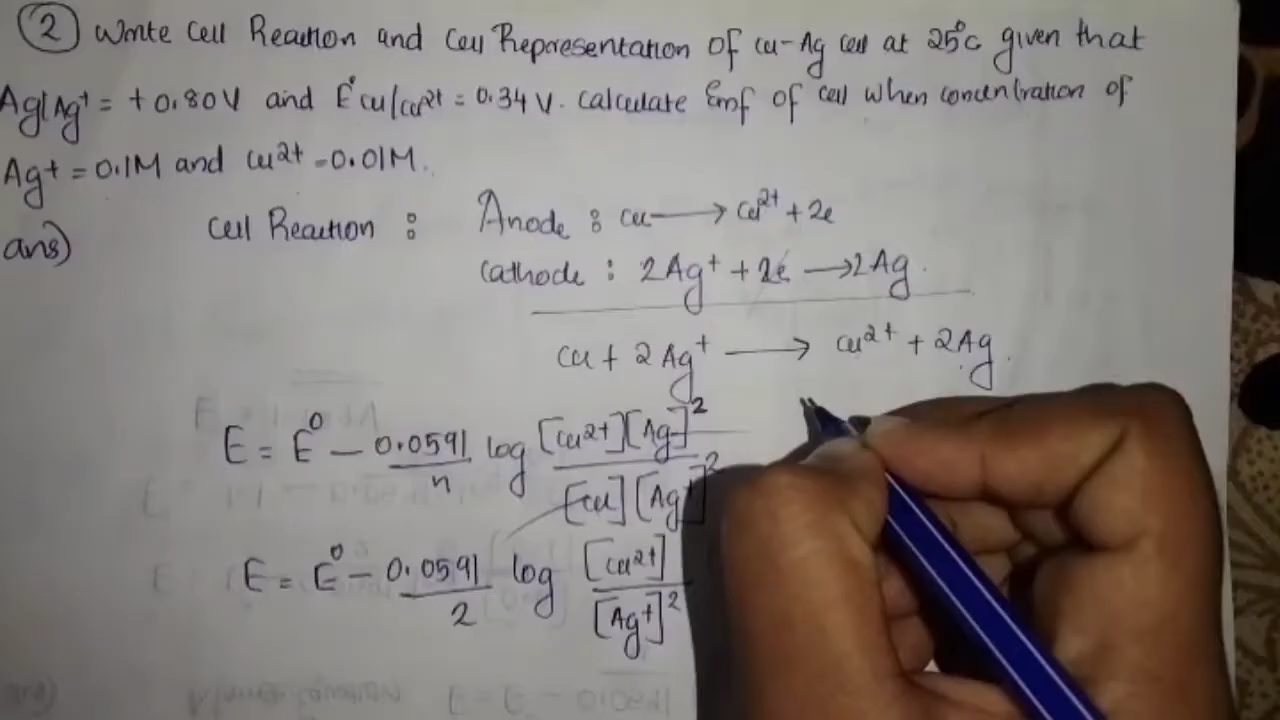 ② Write Cell Reaction and Cell Representation of cu-Ag cell at 25°c given that
Ag/Ag⁺ = +0.80V and E° cu/cu²⁺ = 0.34 V. calculate Emf of cell when concentration of
Ag⁺ = 0.1M and cu²⁺ = 0.01M.
ans) Cell Reaction : Anode : cu → cu²⁺ + 2e
cathode : 2Ag⁺ + 2e → 2Ag.
cu + 2Ag⁺ → cu²⁺ + 2Ag.
E = E⁰ − 0.0591/n log [cu²⁺][Ag]²/[cu][Ag⁺]²
E = E⁰ − 0.0591/2 log [cu²⁺]/[Ag⁺]²